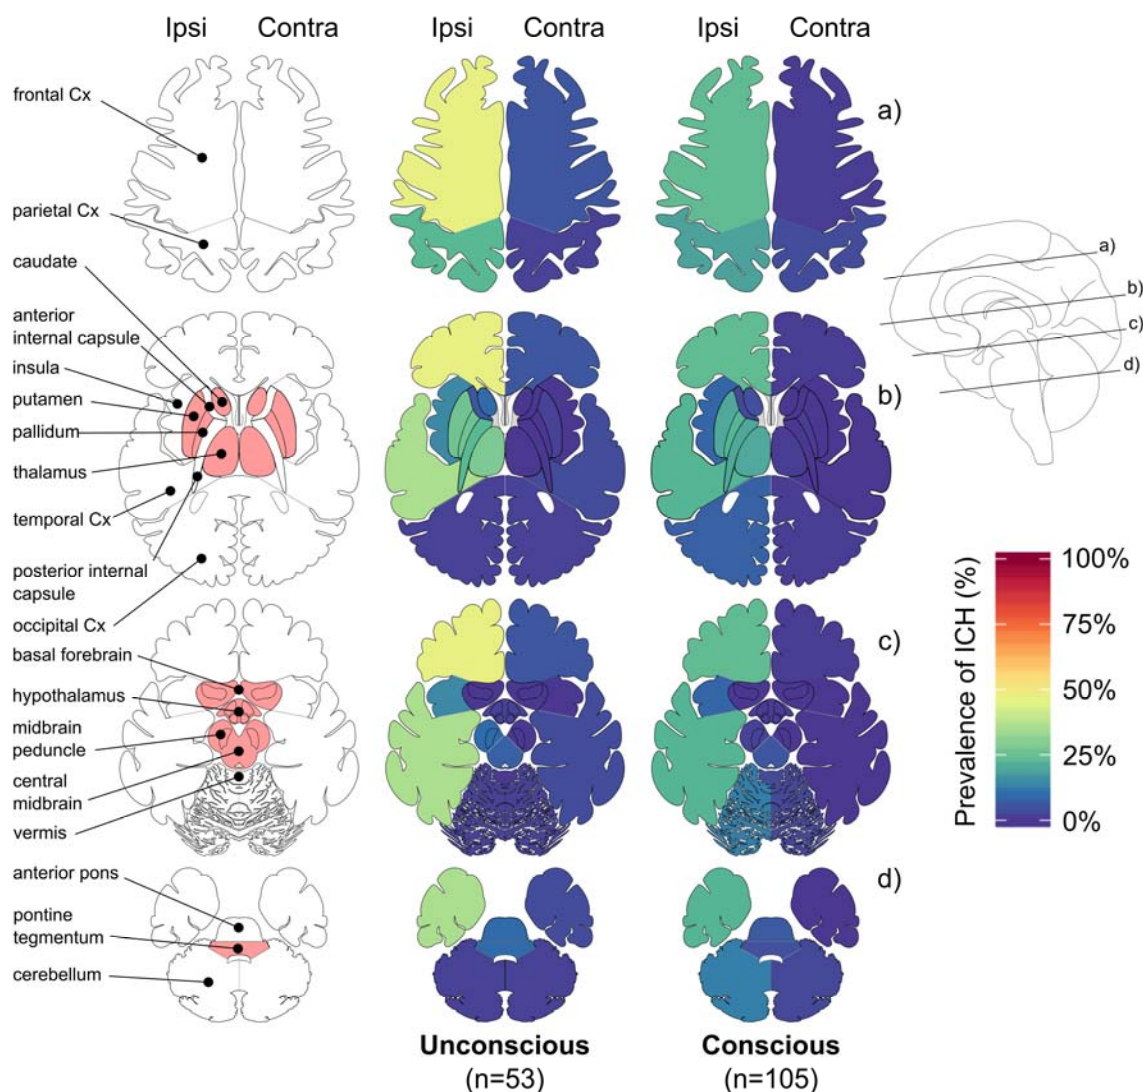 Ipsi Contra Ipsi Contra Ipsi Contra
frontal Cx
a)
parietal Cx
caudate
anterior
internal capsule
insula
putamen
b)
pallidum
thalamus
temporal Cx
posterior internal
capsule
occipital Cx
basal forebrain
c)
hypothalamus
midbrain
peduncle
central
midbrain
vermis
anterior pons
d)
pontine
tegmentum
cerebellum
Unconscious
(n=53)
Conscious
(n=105)
a)
b)
c)
d)
Prevalence of ICH (%)
100%
75%
50%
25%
0%